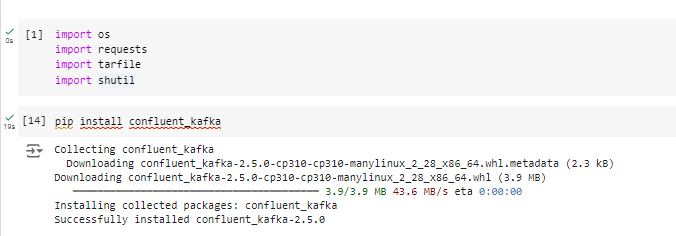 [1] import os
0s
import requests
import tarfile
import shutil
[14] pip install confluent_kafka
19s
Collecting confluent_kafka
Downloading confluent_kafka-2.5.0-cp310-cp310-manylinux_2_28_x86_64.whl.metadata (2.3 kB)
Downloading confluent_kafka-2.5.0-cp310-cp310-manylinux_2_28_x86_64.whl (3.9 MB)
3.9/3.9 MB 43.6 MB/s eta 0:00:00
Installing collected packages: confluent_kafka
Successfully installed confluent_kafka-2.5.0